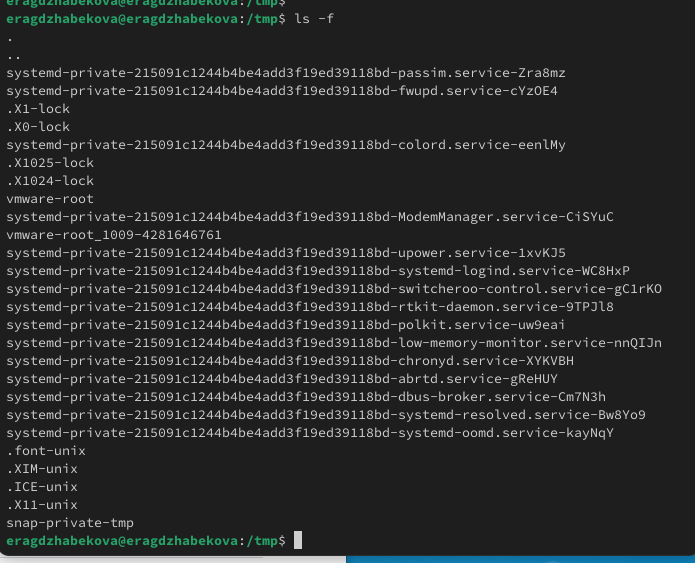 eragdzhabekova@eragdzhabekova:/tmp$
eragdzhabekova@eragdzhabekova:/tmp$ ls -f
.
..
systemd-private-215091c1244b4be4add3f19ed39118bd-passim.service-Zra8mz
systemd-private-215091c1244b4be4add3f19ed39118bd-fwupd.service-cYzOE4
.X1-lock
.X0-lock
systemd-private-215091c1244b4be4add3f19ed39118bd-colord.service-eenlMy
.X1025-lock
.X1024-lock
vmware-root
systemd-private-215091c1244b4be4add3f19ed39118bd-ModemManager.service-CiSYuC
vmware-root_1009-4281646761
systemd-private-215091c1244b4be4add3f19ed39118bd-upower.service-1xvKJ5
systemd-private-215091c1244b4be4add3f19ed39118bd-systemd-logind.service-WC8HxP
systemd-private-215091c1244b4be4add3f19ed39118bd-switcheroo-control.service-gC1rKO
systemd-private-215091c1244b4be4add3f19ed39118bd-rtkit-daemon.service-9TPJl8
systemd-private-215091c1244b4be4add3f19ed39118bd-polkit.service-uw9eai
systemd-private-215091c1244b4be4add3f19ed39118bd-low-memory-monitor.service-nnQIJn
systemd-private-215091c1244b4be4add3f19ed39118bd-chronyd.service-XYKVBH
systemd-private-215091c1244b4be4add3f19ed39118bd-abrtd.service-gReHUY
systemd-private-215091c1244b4be4add3f19ed39118bd-dbus-broker.service-Cm7N3h
systemd-private-215091c1244b4be4add3f19ed39118bd-systemd-resolved.service-Bw8Yo9
systemd-private-215091c1244b4be4add3f19ed39118bd-systemd-oomd.service-kayNqY
.font-unix
.XIM-unix
.ICE-unix
.X11-unix
snap-private-tmp
eragdzhabekova@eragdzhabekova:/tmp$